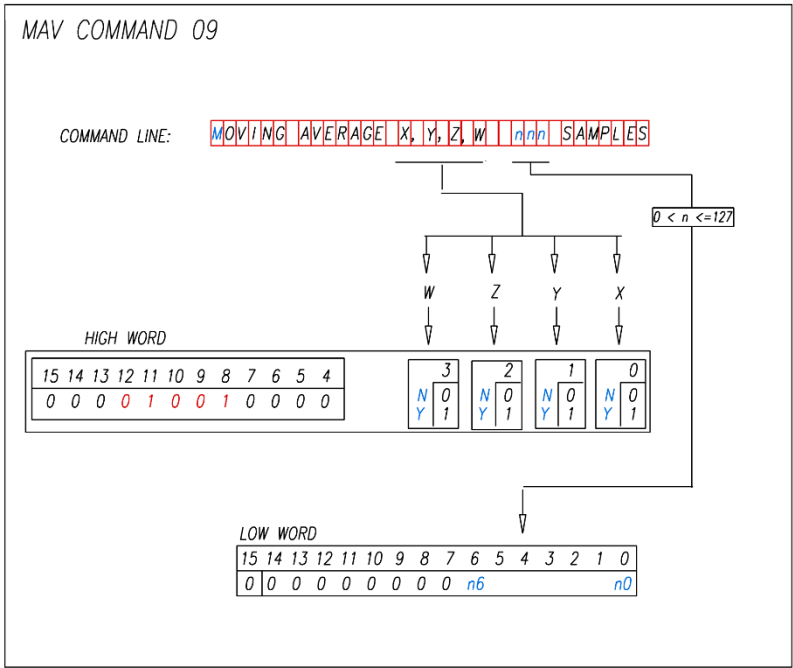 MAV COMMAND 09
COMMAND LINE: MOVING AVERAGE X, Y, Z, W nnn SAMPLES
0 < n <=127
W Z Y X
HIGH WORD
15 14 13 12 11 10 9 8 7 6 5 4 3 2 1 0
0 0 0 0 1 0 0 1 0 0 0 0 N 0 N 0 N 0 N 0
Y 1 Y 1 Y 1 Y 1
LOW WORD
15 14 13 12 11 10 9 8 7 6 5 4 3 2 1 0
0 0 0 0 0 0 0 0 0 n6 n0